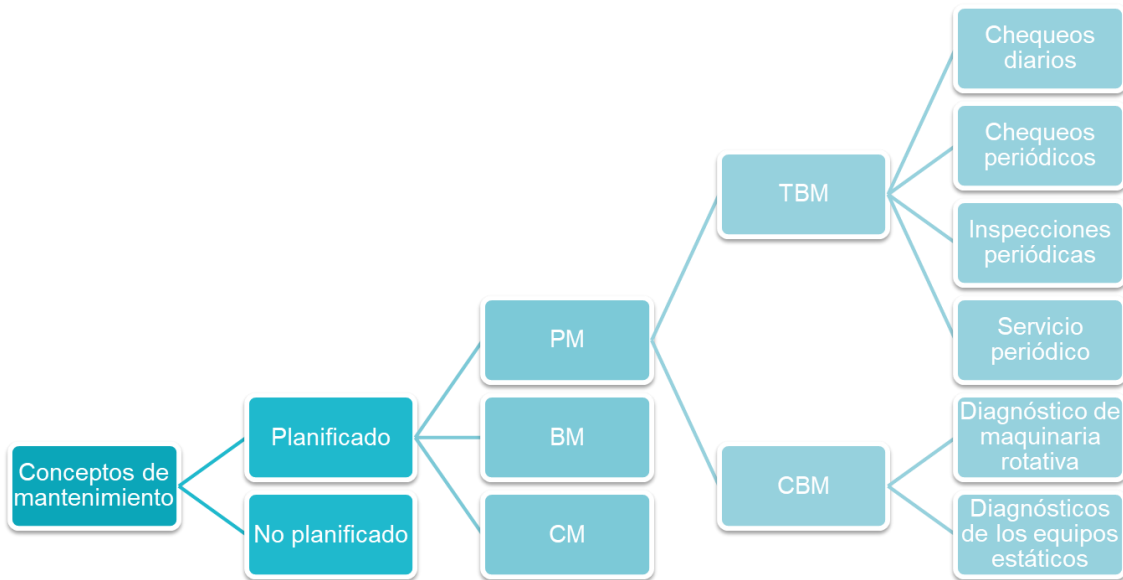 Conceptos de
mantenimiento
Planificado
No planificado
PM
BM
CM
TBM
CBM
Chequeos
diarios
Chequeos
periódicos
Inspecciones
periódicas
Servicio
periódico
Diagnóstico de
maquinaria
rotativa
Diagnósticos
de los equipos
estáticos